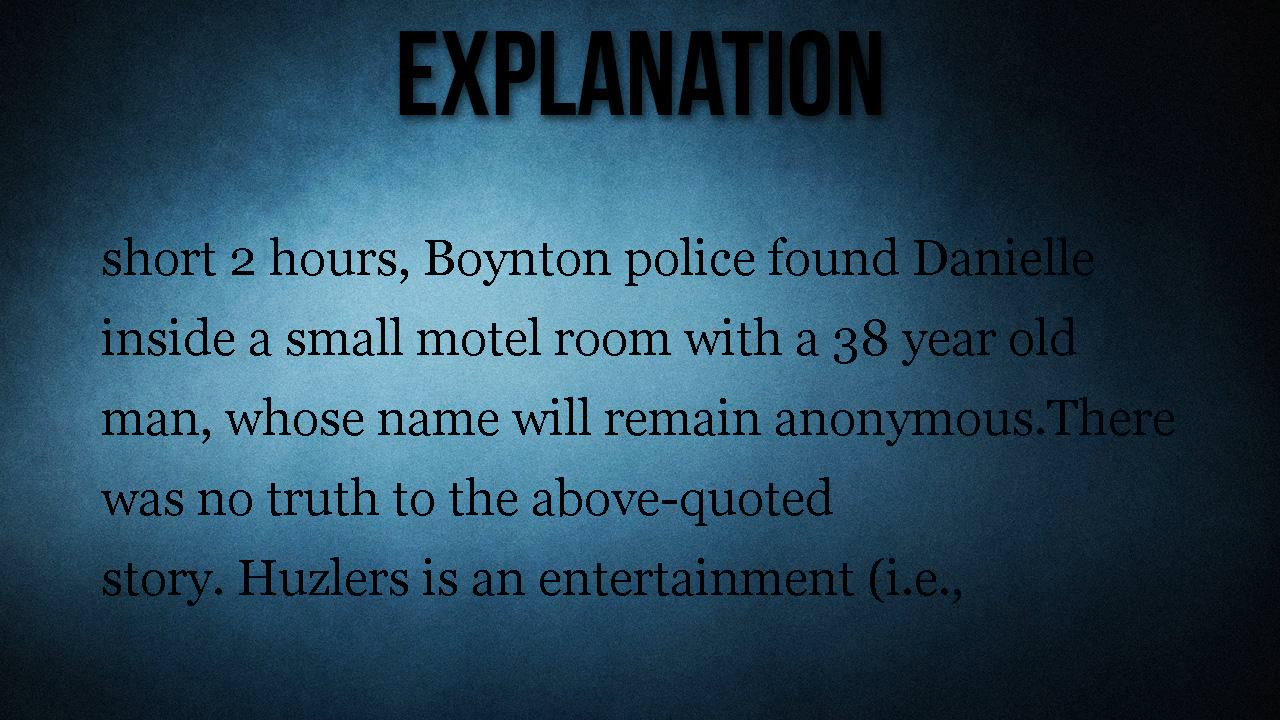 EXPLANATION
short 2 hours, Boynton police found Danielle
inside a small motel room with a 38 year old
man, whose name will remain anonymous.There
was no truth to the above-quoted
story. Huzlers is an entertainment (i.e.,